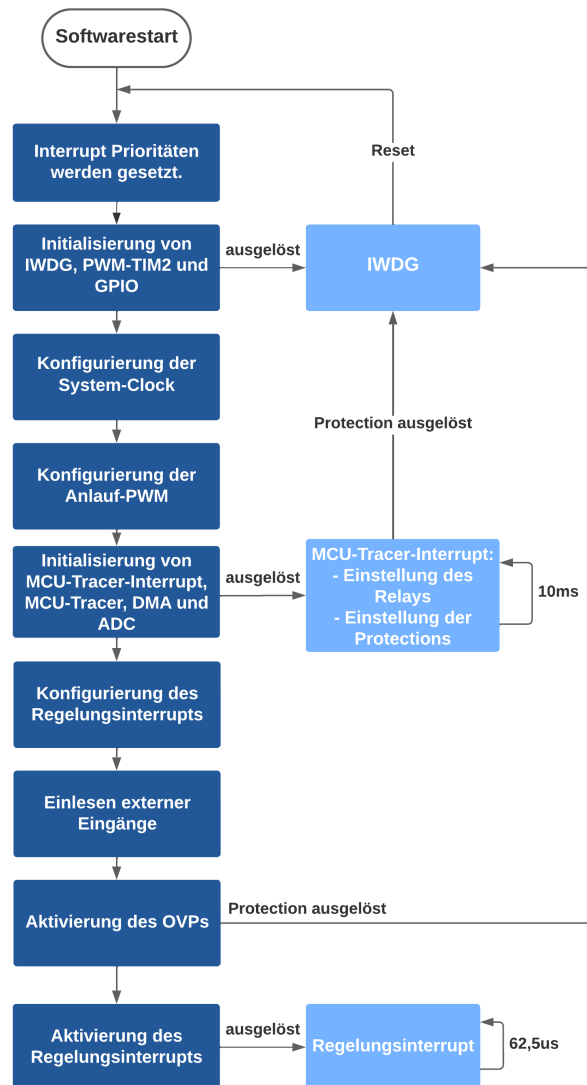 Softwarestart
Reset
Interrupt Prioritäten
werden gesetzt.
Initialisierung von
IWDG, PWM-TIM2 und
GPIO
ausgelöst
IWDG
Konfigurierung der
System-Clock
Protection ausgelöst
Konfigurierung der
Anlauf-PWM
Initialisierung von
MCU-Tracer-Interrupt,
MCU-Tracer, DMA und
ADC
ausgelöst
MCU-Tracer-Interrupt:
- Einstellung des
Relays
- Einstellung der
Protections
10ms
Konfigurierung des
Regelungsinterrupts
Einlesen externer
Eingänge
Aktivierung des OVPs
Protection ausgelöst
Aktivierung des
Regelungsinterrupts
ausgelöst
Regelungsinterrupt
62,5us